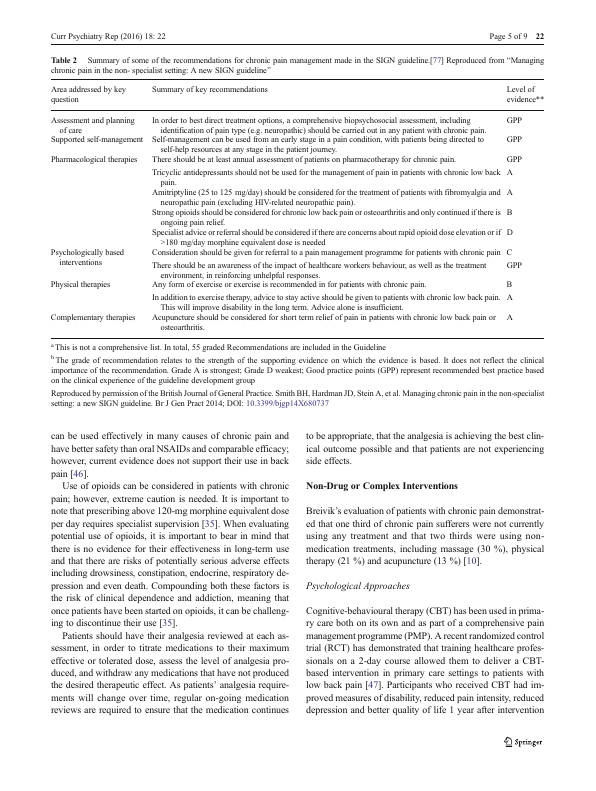 Curr Psychiatry Rep (2016) 18: 22
Page 5 of 9 22
Table 2 Summary of some of the recommendations for chronic pain management made in the SIGN guideline.[77] Reproduced from “Managing
chronic pain in the non- specialist setting: A new SIGN guideline”
Area addressed by key question
Summary of key recommendations
Level of evidence**
Assessment and planning of care
In order to best direct treatment options, a comprehensive biopsychosocial assessment, including
identification of pain type (e.g. neuropathic) should be carried out in any patient with chronic pain.
GPP
Supported self-management
Self-management can be used from an early stage in a pain condition, with patients being directed to
self-help resources at any stage in the patient journey.
GPP
Pharmacological therapies
There should be at least annual assessment of patients on pharmacotherapy for chronic pain.
GPP
Tricyclic antidepressants should not be used for the management of pain in patients with chronic low back
pain.
A
Amitriptyline (25 to 125 mg/day) should be considered for the treatment of patients with fibromyalgia and
neuropathic pain (excluding HIV-related neuropathic pain).
A
Strong opioids should be considered for chronic low back pain or osteoarthritis and only continued if there is
ongoing pain relief.
B
Specialist advice or referral should be considered if there are concerns about rapid opioid dose elevation or if
>180 mg/day morphine equivalent dose is needed
D
Psychologically based interventions
Consideration should be given for referral to a pain management programme for patients with chronic pain
C
There should be an awareness of the impact of healthcare workers behaviour, as well as the treatment
environment, in reinforcing unhelpful responses.
GPP
Physical therapies
Any form of exercise or exercise is recommended in for patients with chronic pain.
B
In addition to exercise therapy, advice to stay active should be given to patients with chronic low back pain.
This will improve disability in the long term. Advice alone is insufficient.
A
Complementary therapies
Acupuncture should be considered for short term relief of pain in patients with chronic low back pain or
osteoarthritis.
A
a This is not a comprehensive list. In total, 55 graded Recommendations are included in the Guideline
b The grade of recommendation relates to the strength of the supporting evidence on which the evidence is based. It does not reflect the clinical
importance of the recommendation. Grade A is strongest; Grade D weakest; Good practice points (GPP) represent recommended best practice based
on the clinical experience of the guideline development group
Reproduced by permission of the British Journal of General Practice. Smith BH, Hardman JD, Stein A, et al. Managing chronic pain in the non-specialist
setting: a new SIGN guideline. Br J Gen Pract 2014; DOI: 10.3399/bjgp14X680737
can be used effectively in many causes of chronic pain and
have better safety than oral NSAIDs and comparable efficacy;
however, current evidence does not support their use in back
pain [46].
Use of opioids can be considered in patients with chronic
pain; however, extreme caution is needed. It is important to
note that prescribing above 120-mg morphine equivalent dose
per day requires specialist supervision [35]. When evaluating
potential use of opioids, it is important to bear in mind that
there is no evidence for their effectiveness in long-term use
and that there are risks of potentially serious adverse effects
including drowsiness, constipation, endocrine, respiratory de-
pression and even death. Compounding both these factors is
the risk of clinical dependence and addiction, meaning that
once patients have been started on opioids, it can be challeng-
ing to discontinue their use [35].
Patients should have their analgesia reviewed at each as-
sessment, in order to titrate medications to their maximum
effective or tolerated dose, assess the level of analgesia pro-
duced, and withdraw any medications that have not produced
the desired therapeutic effect. As patients’ analgesia require-
ments will change over time, regular on-going medication
reviews are required to ensure that the medication continues
to be appropriate, that the analgesia is achieving the best clin-
ical outcome possible and that patients are not experiencing
side effects.
Non-Drug or Complex Interventions
Breivik’s evaluation of patients with chronic pain demonstrat-
ed that one third of chronic pain sufferers were not currently
using any treatment and that two thirds were using non-
medication treatments, including massage (30 %), physical
therapy (21 %) and acupuncture (13 %) [10].
Psychological Approaches
Cognitive-behavioural therapy (CBT) has been used in prima-
ry care both on its own and as part of a comprehensive pain
management programme (PMP). A recent randomized control
trial (RCT) has demonstrated that training healthcare profes-
sionals on a 2-day course allowed them to deliver a CBT-
based intervention in primary care settings to patients with
low back pain [47]. Participants who received CBT had im-
proved measures of disability, reduced pain intensity, reduced
depression and better quality of life 1 year after intervention
Springer